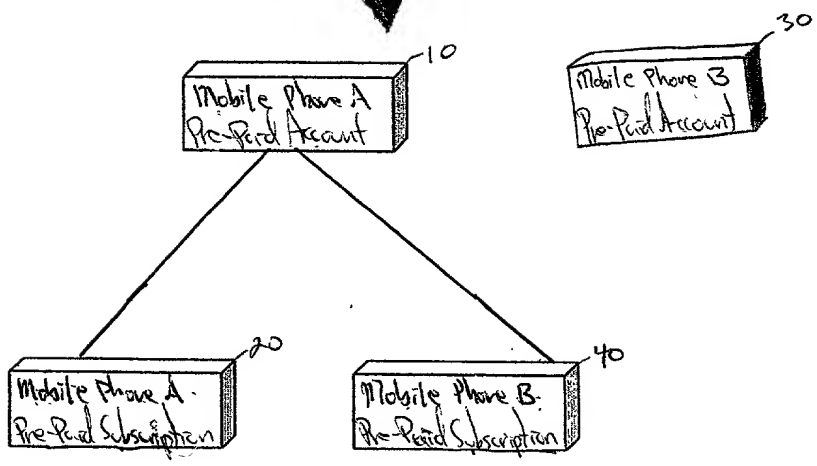 10
30
Mobile Phone A
Pre-Paid Account
Mobile Phone B
Pre-Paid Account
20
40
Mobile Phone A
Pre-Paid Subscription
Mobile Phone B
Pre-Paid Subscription